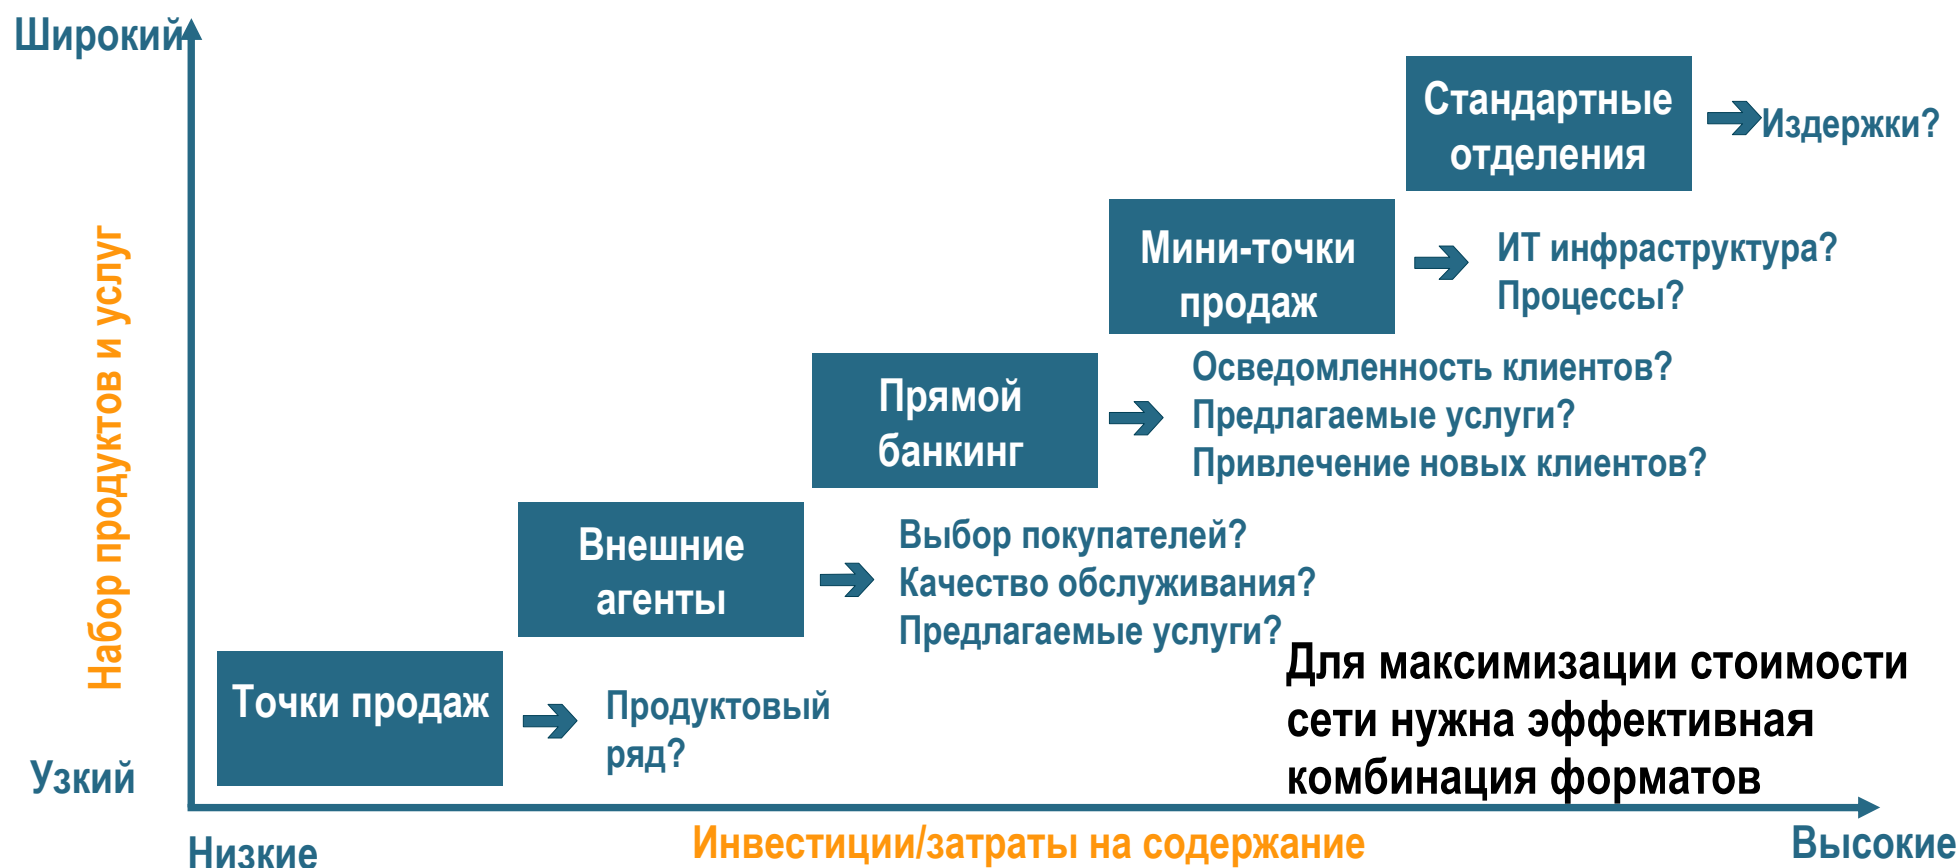 Широкий
Стандартные
отделения
Издержки?
Мини-точки
продаж
ИТ инфраструктура?
Процессы?
Набор продуктов и услуг
Прямой
банкинг
Осведомленность клиентов?
Предлагаемые услуги?
Привлечение новых клиентов?
Внешние
агенты
Выбор покупателей?
Качество обслуживания?
Предлагаемые услуги?
Точки продаж
Продуктовый
ряд?
Для максимизации стоимости
сети нужна эффективная
комбинация форматов
Узкий
Низкие
Инвестиции/затраты на содержание
Высокие